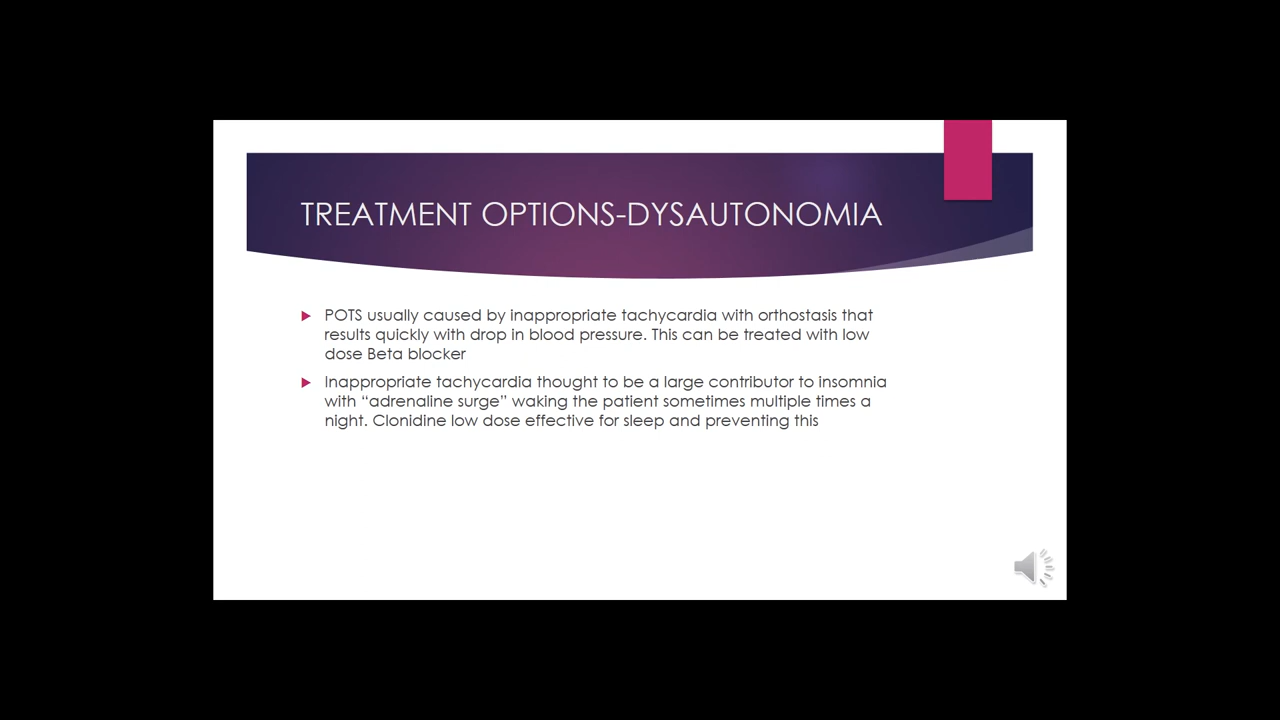 TREATMENT OPTIONS-DYSAUTONOMIA
POTS usually caused by inappropriate tachycardia with orthostasis that
results quickly with drop in blood pressure. This can be treated with low
dose Beta blocker
Inappropriate tachycardia thought to be a large contributor to insomnia
with “adrenaline surge” waking the patient sometimes multiple times a
night. Clonidine low dose effective for sleep and preventing this